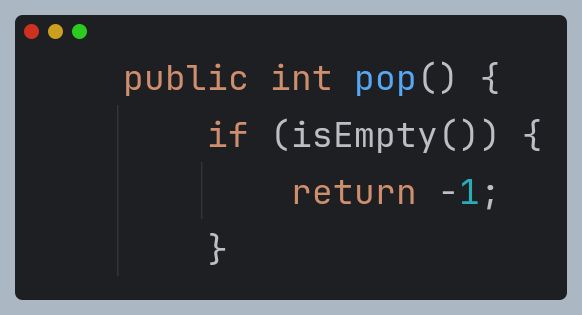 public int pop() {
if (isEmpty()) {
return -1;
}